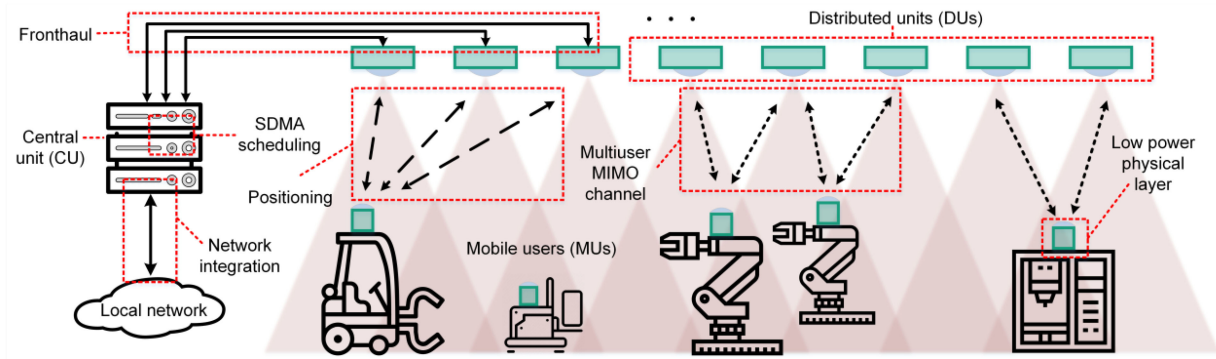 Fronthaul
. . .
Distributed units (DUs)
Central
unit (CU)
SDMA
scheduling
Positioning
Multiuser
MIMO
channel
Low power
physical
layer
Network
integration
Mobile users (MUs)
Local network